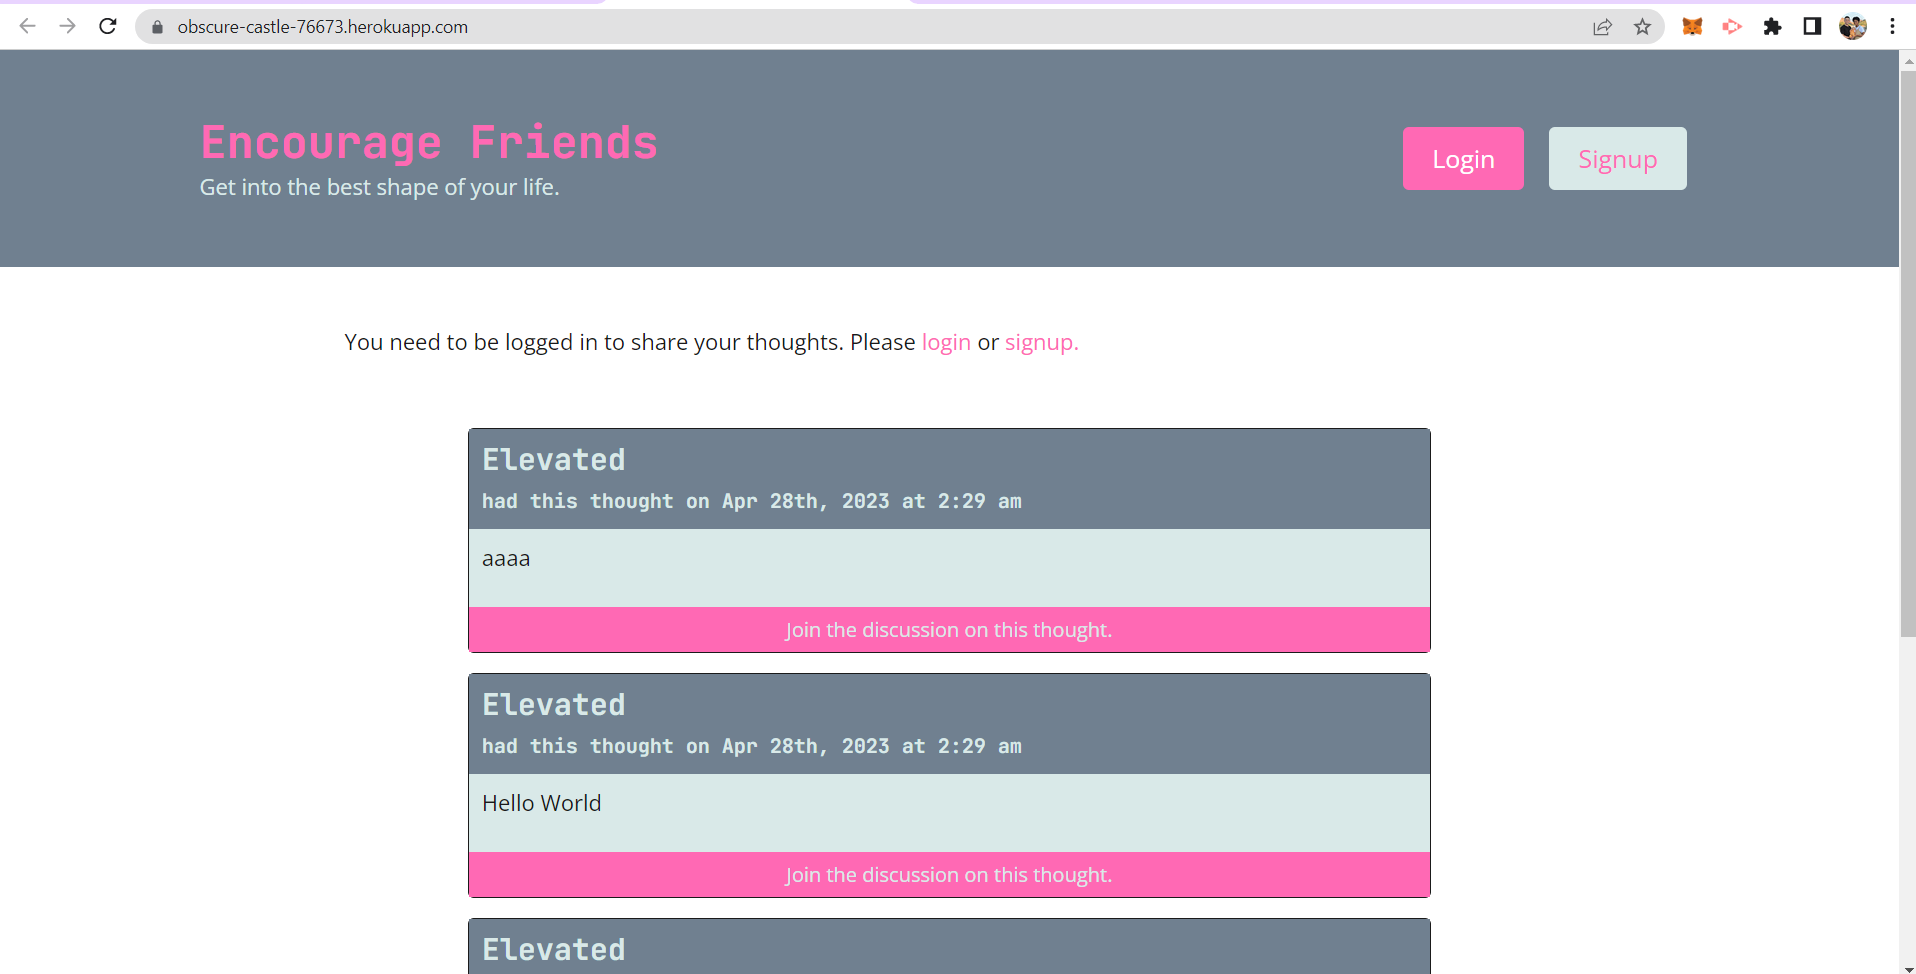 obscure-castle-76673.herokuapp.com
Encourage Friends
Get into the best shape of your life.
Login
Signup
You need to be logged in to share your thoughts. Please login or signup.
Elevated
had this thought on Apr 28th, 2023 at 2:29 am
aaaa
Join the discussion on this thought.
Elevated
had this thought on Apr 28th, 2023 at 2:29 am
Hello World
Join the discussion on this thought.
Elevated